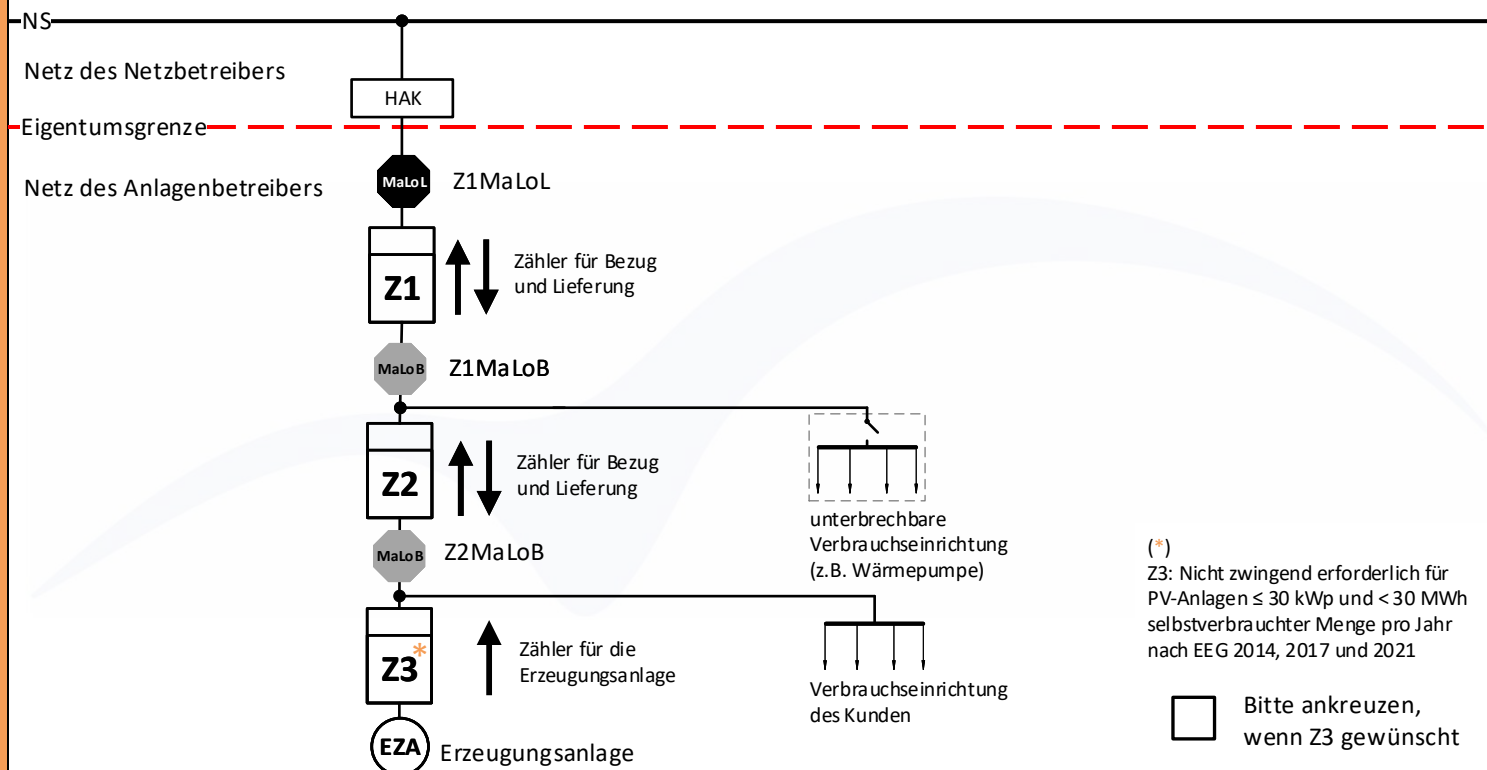 NS
Netz des Netzbetreibers
HAK
Eigentumsgrenze
Netz des Anlagenbetreibers
MaLoL
Z1MaLoL
Z1
Zähler für Bezug
und Lieferung
MaLoB
Z1MaLoB
Z2
Zähler für Bezug
und Lieferung
unterbrechbare
Verbrauchseinrichtung
(z.B. Wärmepumpe)
MaLoB
Z2MaLoB
(*)
Z3: Nicht zwingend erforderlich für
PV-Anlagen ≤ 30 kWp und < 30 MWh
selbstverbrauchter Menge pro Jahr
nach EEG 2014, 2017 und 2021
Z3*
Zähler für die
Erzeugungsanlage
Verbrauchseinrichtung
des Kunden
Bitte ankreuzen,
wenn Z3 gewünscht
EZA
Erzeugungsanlage